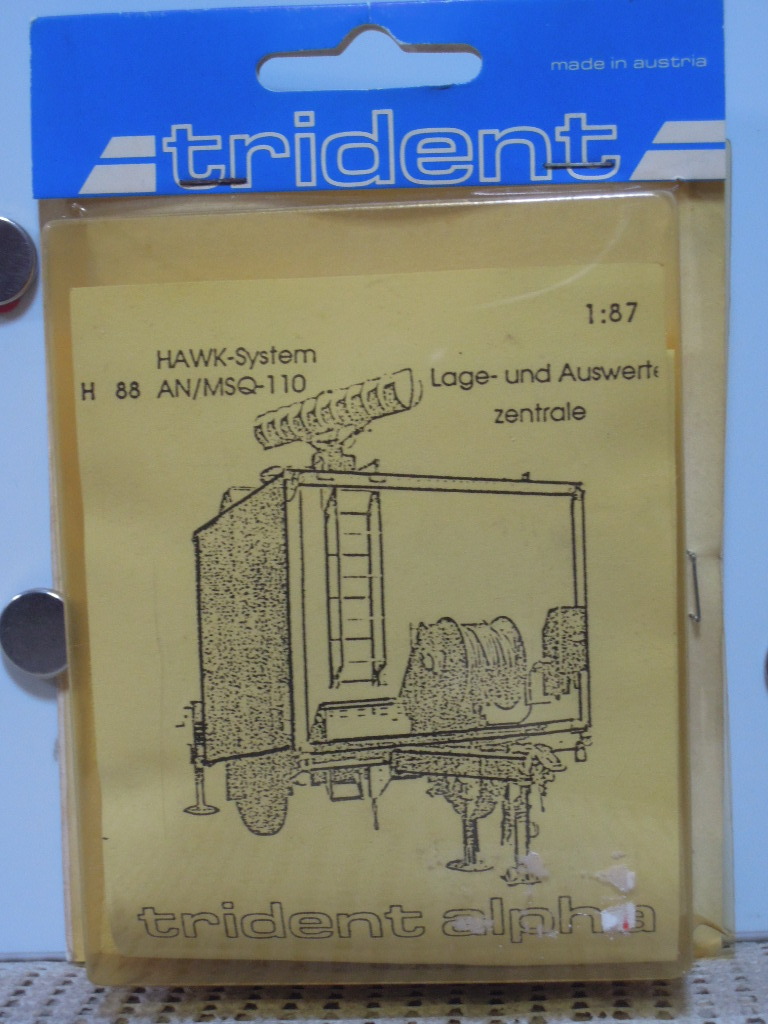 made in austria
trident
1:87
HAWK-System
H 88 AN/MSQ-110
Lage- und Auswerte
zentrale
trident alpha